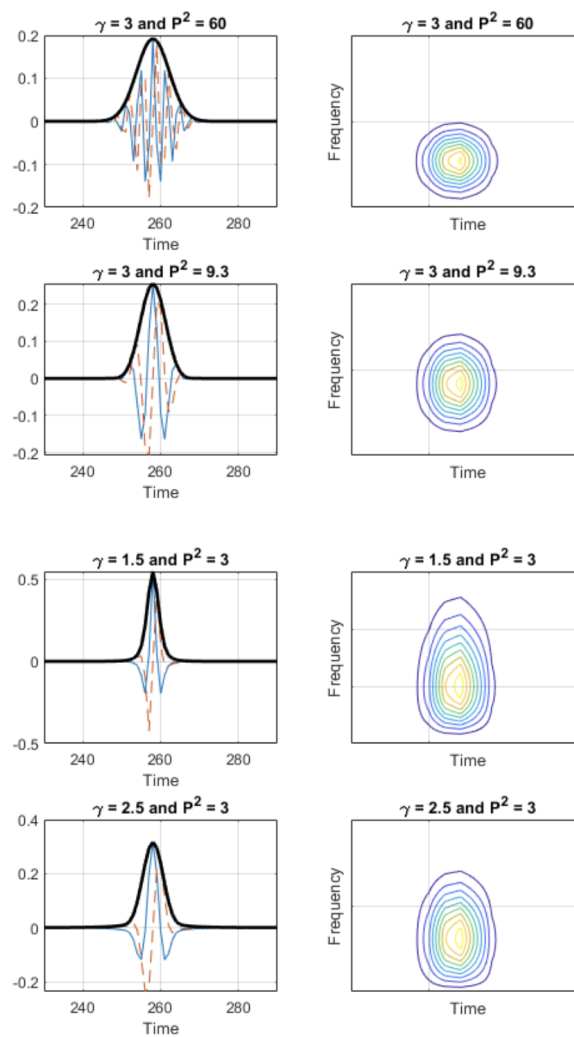 γ = 3 and P² = 60
γ = 3 and P² = 60
0.2
0.1
0
-0.1
-0.2
240 260 280
Time
Frequency
Time
γ = 3 and P² = 9.3
γ = 3 and P² = 9.3
0.2
0.1
0
-0.1
-0.2
240 260 280
Time
Frequency
Time
γ = 1.5 and P² = 3
γ = 1.5 and P² = 3
0.5
0
-0.5
240 260 280
Time
Frequency
Time
γ = 2.5 and P² = 3
γ = 2.5 and P² = 3
0.4
0.2
0
-0.2
240 260 280
Time
Frequency
Time